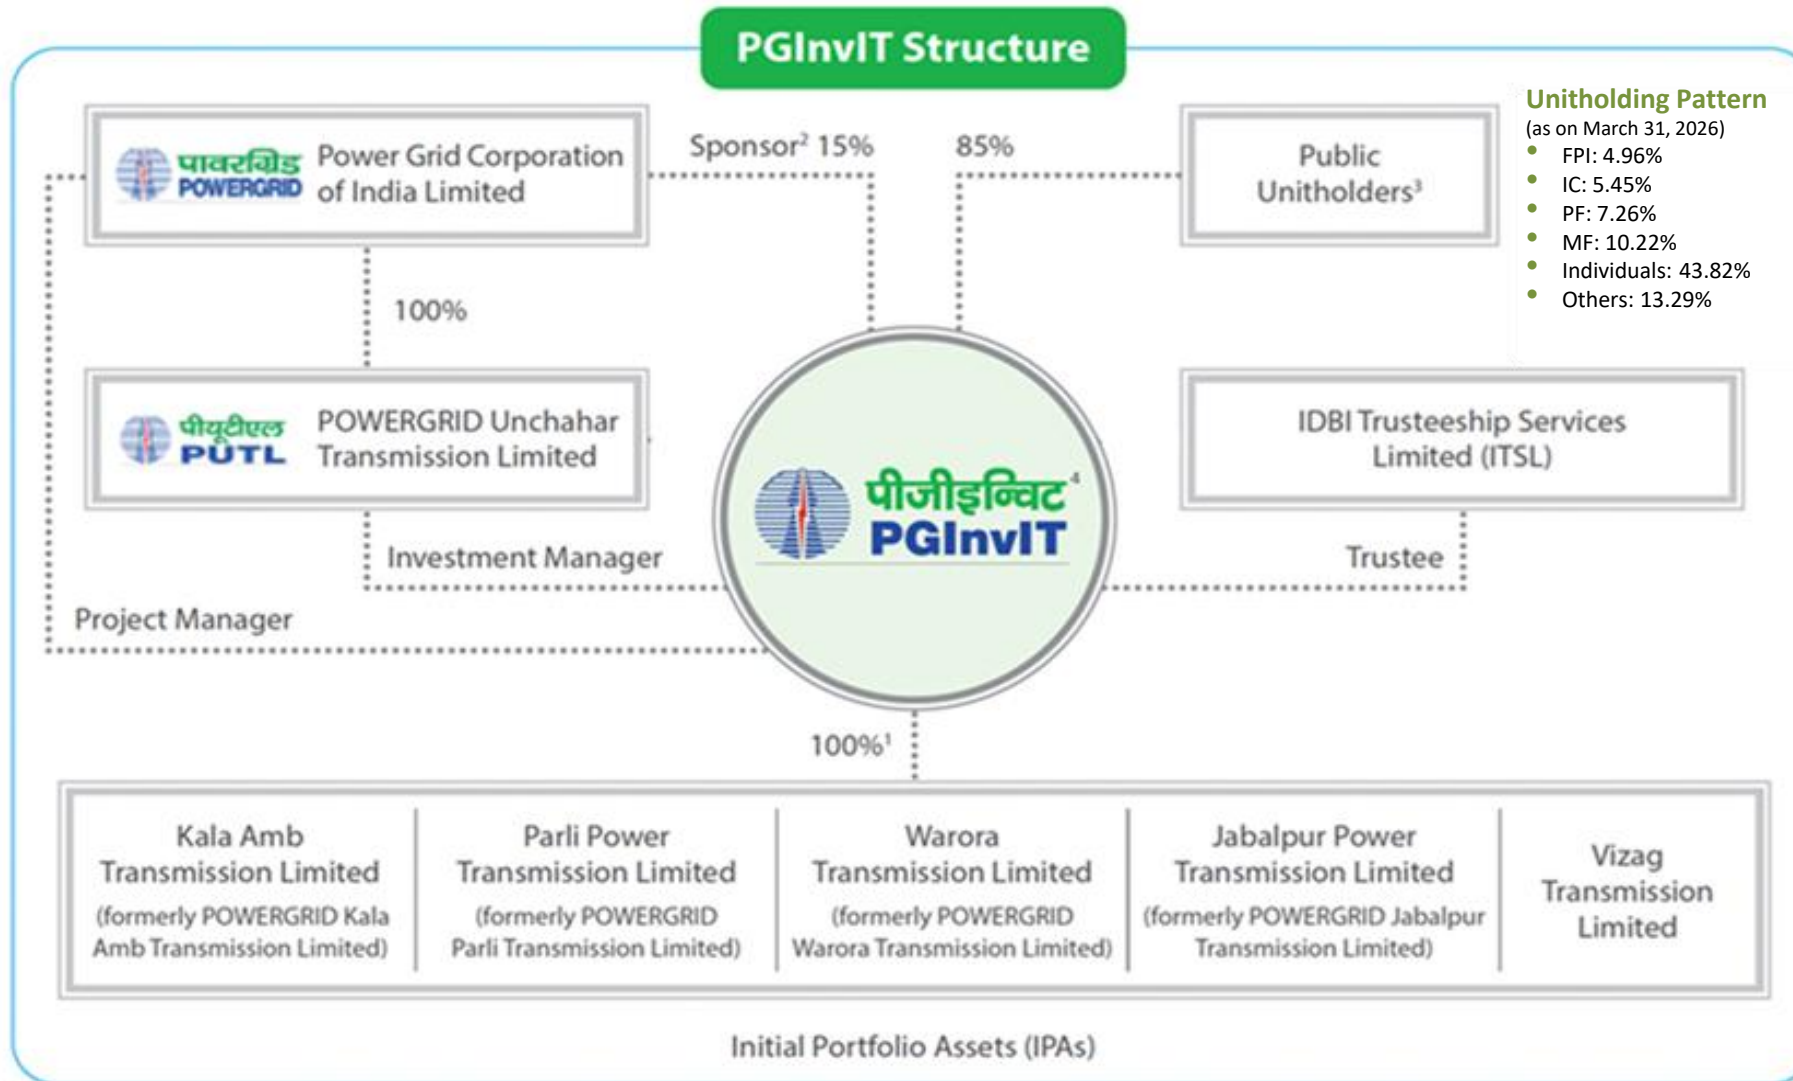 PGInvIT Structure
पावरग्रिड
POWERGRID
Power Grid Corporation
of India Limited
Sponsor² 15%
85%
Public
Unitholders³
Unitholding Pattern
(as on March 31, 2026)
• FPI: 4.96%
• IC: 5.45%
• PF: 7.26%
• MF: 10.22%
• Individuals: 43.82%
• Others: 13.29%
100%
पीयूटीएल
PUTL
POWERGRID Unchahar
Transmission Limited
पीजीइन्विट⁴
PGInvIT
IDBI Trusteeship Services
Limited (ITSL)
Investment Manager
Trustee
Project Manager
100%¹
Kala Amb
Transmission Limited
(formerly POWERGRID Kala
Amb Transmission Limited)
Parli Power
Transmission Limited
(formerly POWERGRID
Parli Transmission Limited)
Warora
Transmission Limited
(formerly POWERGRID
Warora Transmission Limited)
Jabalpur Power
Transmission Limited
(formerly POWERGRID Jabalpur
Transmission Limited)
Vizag
Transmission
Limited
Initial Portfolio Assets (IPAs)